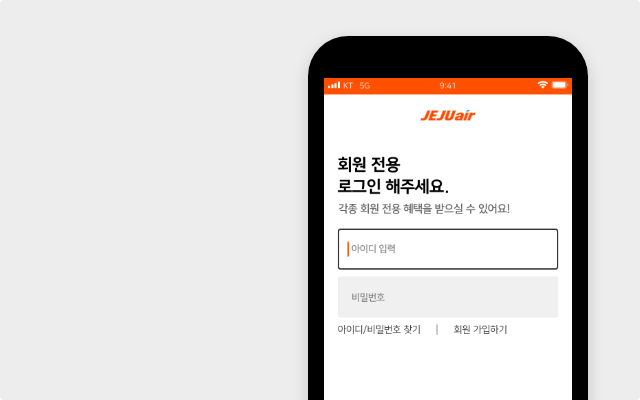 KT 5G 9:41
JEJUair
회원 전용
로그인 해주세요.
각종 회원 전용 혜택을 받으실 수 있어요!
아이디 입력
비밀번호
아이디/비밀번호 찾기 | 회원 가입하기